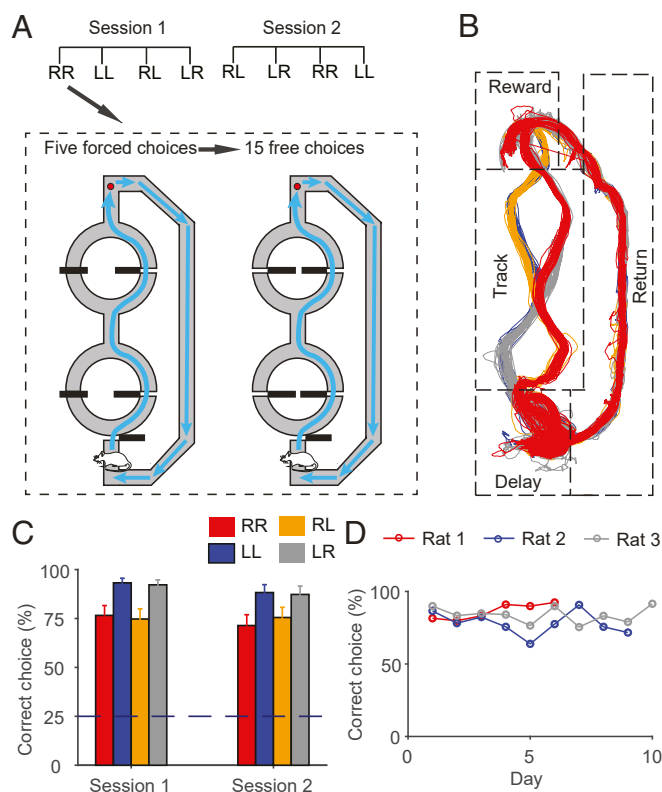 A
Session 1
Session 2
RR LL RL LR
RL LR RR LL
Five forced choices
15 free choices
B
Reward
Track
Return
Delay
C
RR
RL
LL
LR
Correct choice (%)
100
75
50
25
0
Session 1
Session 2
D
Rat 1
Rat 2
Rat 3
Correct choice (%)
100
50
0
0
5
10
Day